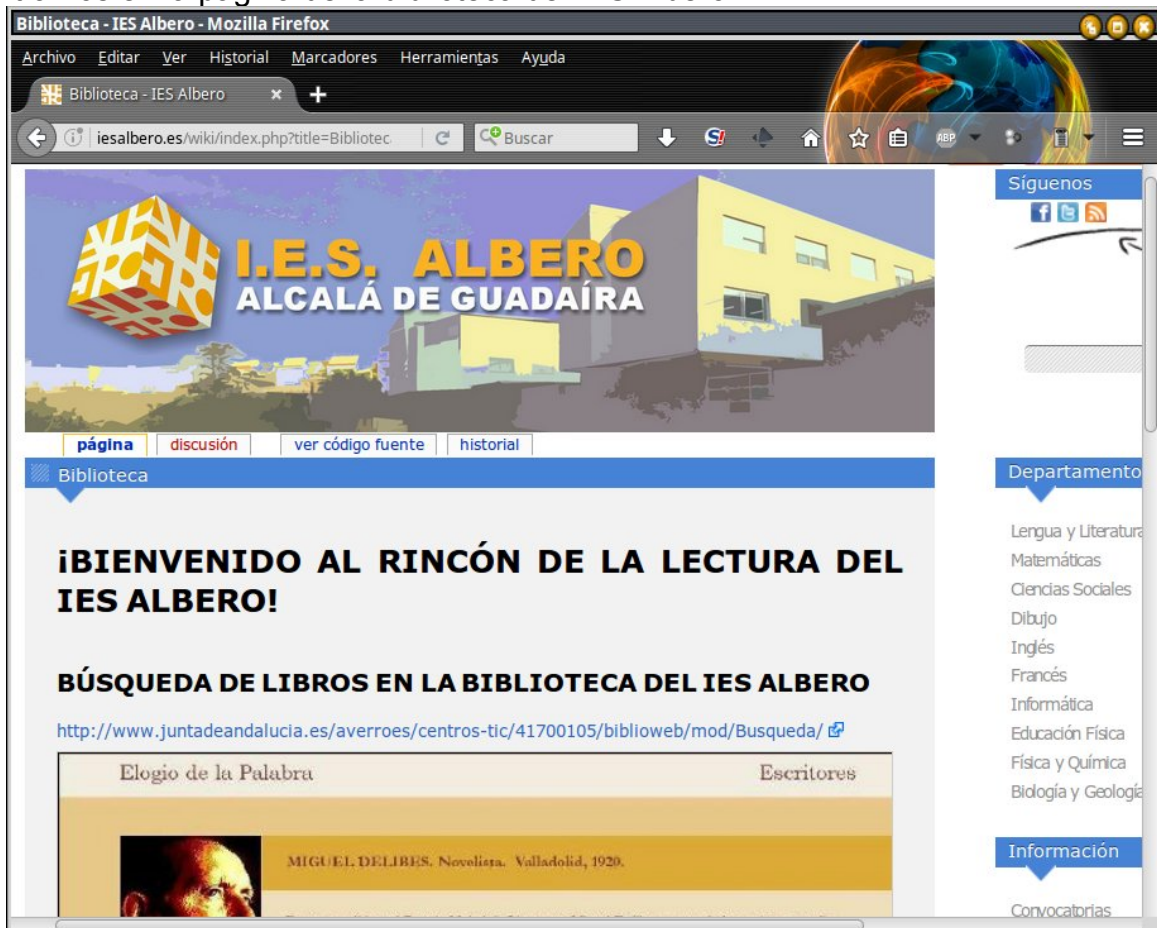 Biblioteca - IES Albero - Mozilla Firefox
Archivo Editar Ver Historial Marcadores Herramientas Ayuda
Biblioteca - IES Albero
iesalbero.es/wiki/index.php?title=Bibliotec
Buscar
ABP
I.E.S. ALBERO
ALCALÁ DE GUADAÍRA
Síguenos
página discusión ver código fuente historial
Biblioteca
¡BIENVENIDO AL RINCÓN DE LA LECTURA DEL
IES ALBERO!
BÚSQUEDA DE LIBROS EN LA BIBLIOTECA DEL IES ALBERO
http://www.juntadeandalucia.es/averroes/centros-tic/41700105/biblioweb/mod/Busqueda/
Elogio de la Palabra Escritores
MIGUEL DELIBES. Novelista. Valladolid, 1920.
Departamento
Lengua y Literatura
Matemáticas
Ciencias Sociales
Dibujo
Inglés
Francés
Informática
Educación Física
Física y Química
Biología y Geología
Información
Convocatorias